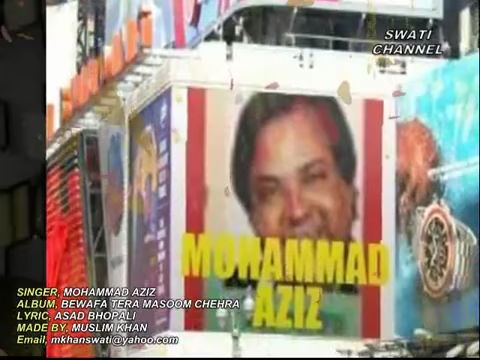 SWATI
CHANNEL
MOHAMMAD
AZIZ
SINGER, MOHAMMAD AZIZ
ALBUM, BEWAFA TERA MASOOM CHEHRA
LYRIC, ASAD BHOPALI
MADE BY, MUSLIM KHAN
Email, mkhanswati@yahoo.com